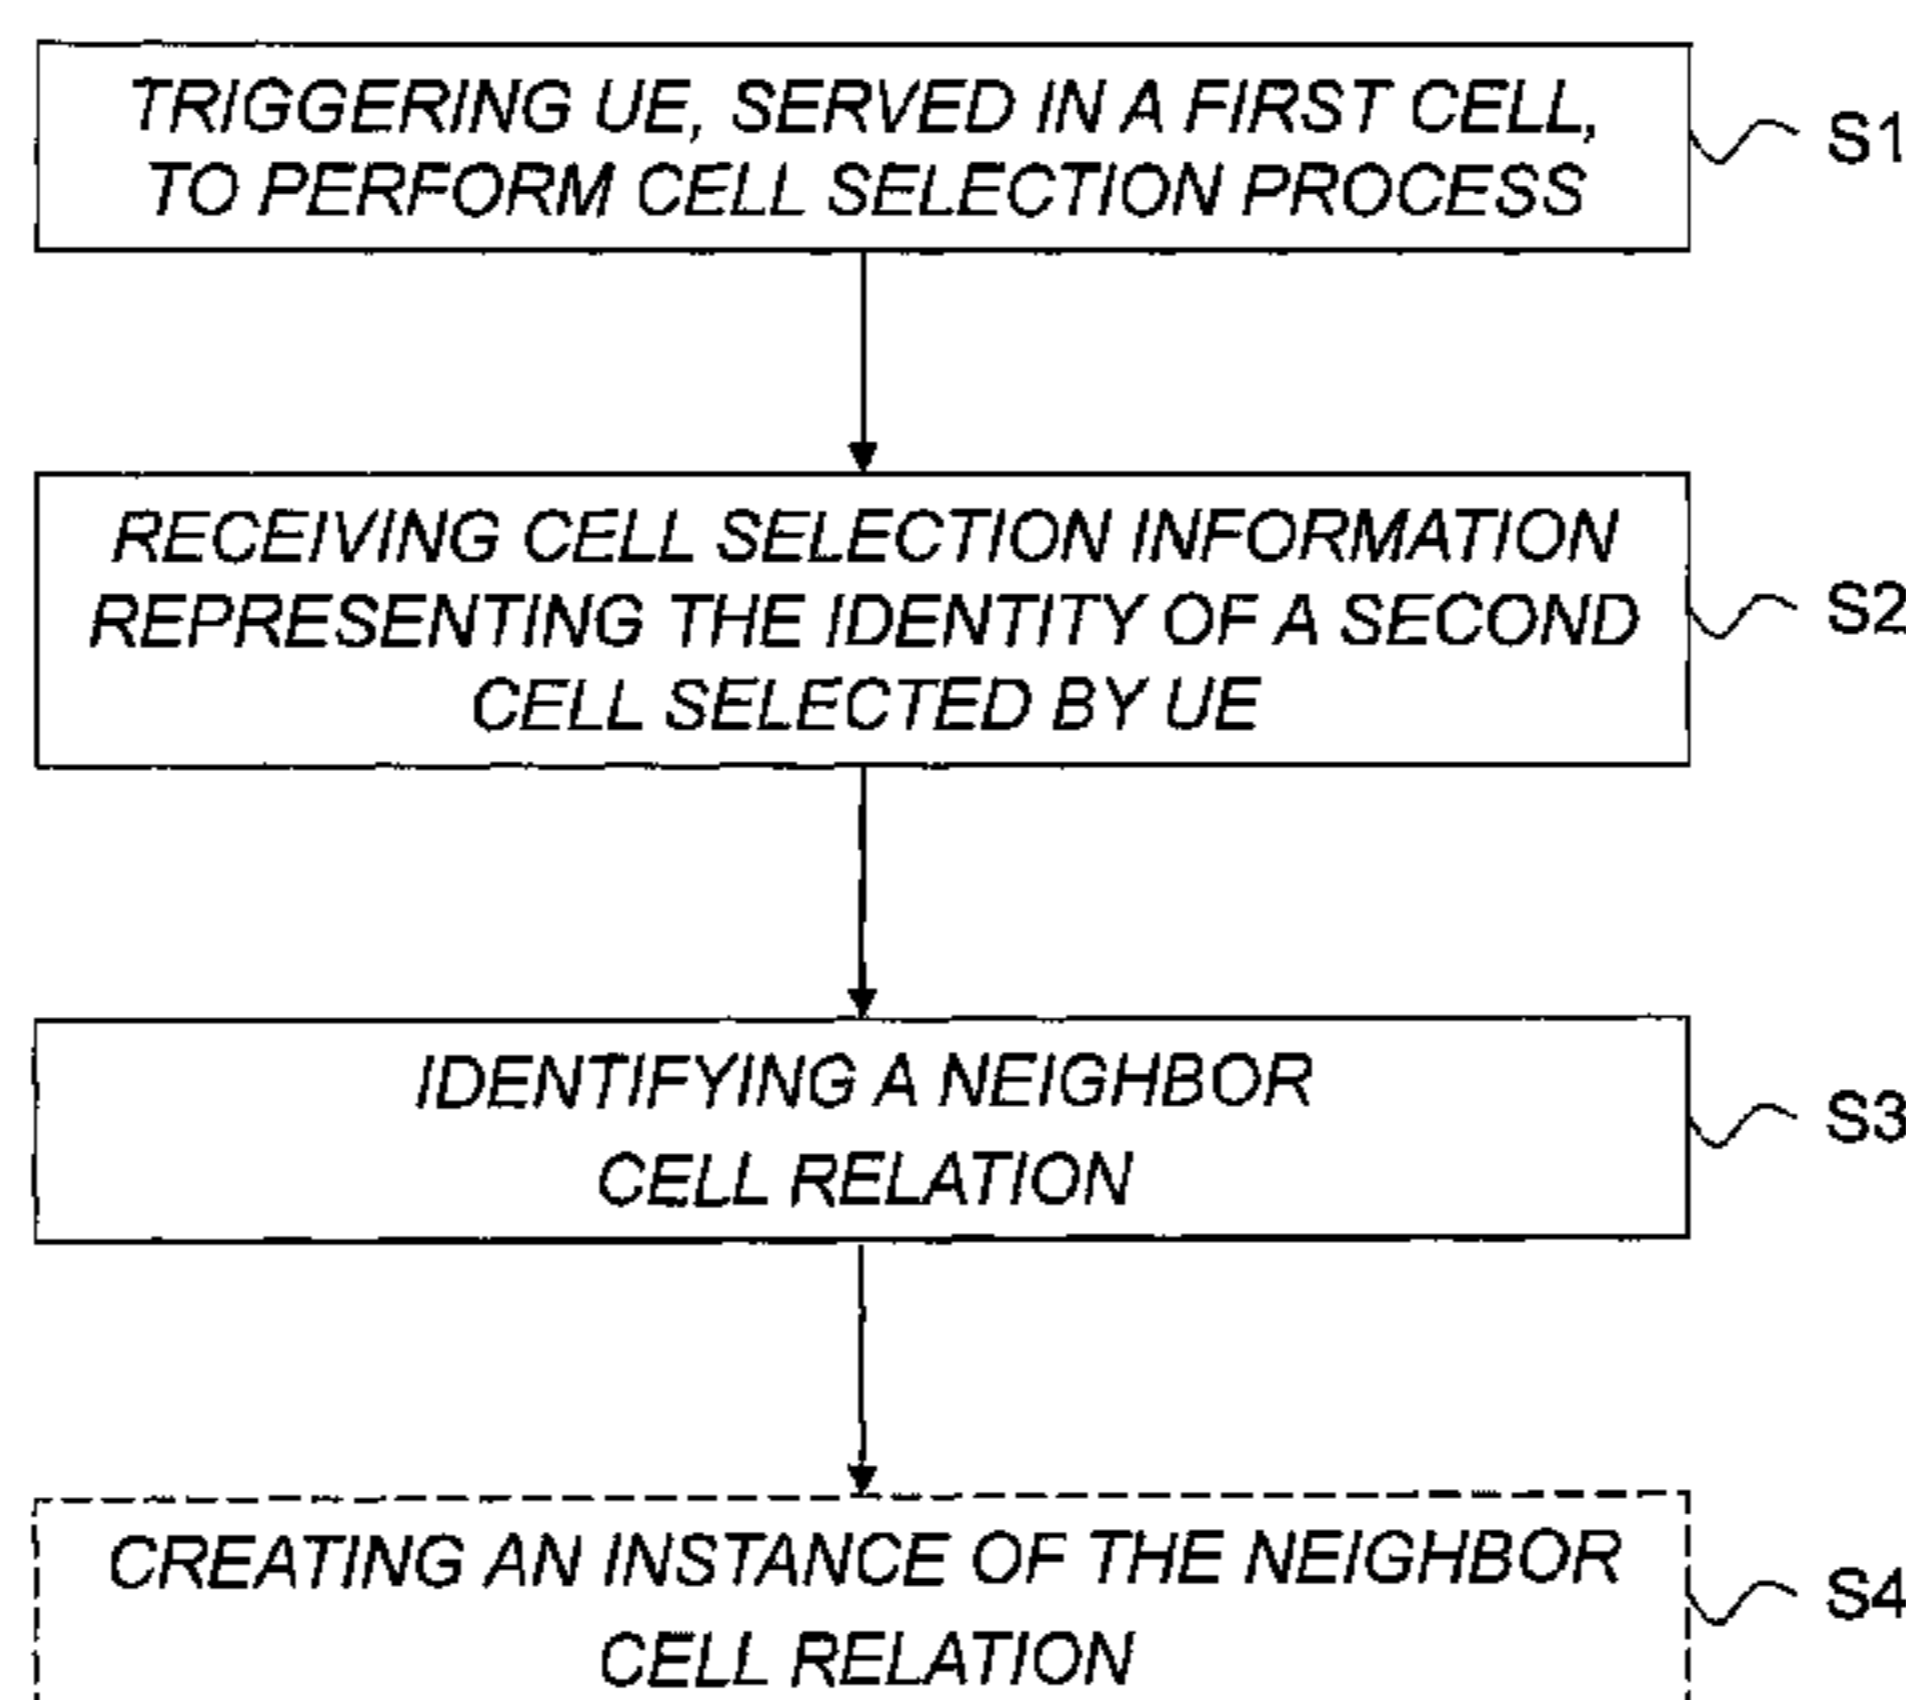 TRIGGERING UE, SERVED IN A FIRST CELL,
TO PERFORM CELL SELECTION PROCESS
S1
RECEIVING CELL SELECTION INFORMATION
REPRESENTING THE IDENTITY OF A SECOND
CELL SELECTED BY UE
S2
IDENTIFYING A NEIGHBOR
CELL RELATION
S3
CREATING AN INSTANCE OF THE NEIGHBOR
CELL RELATION
S4